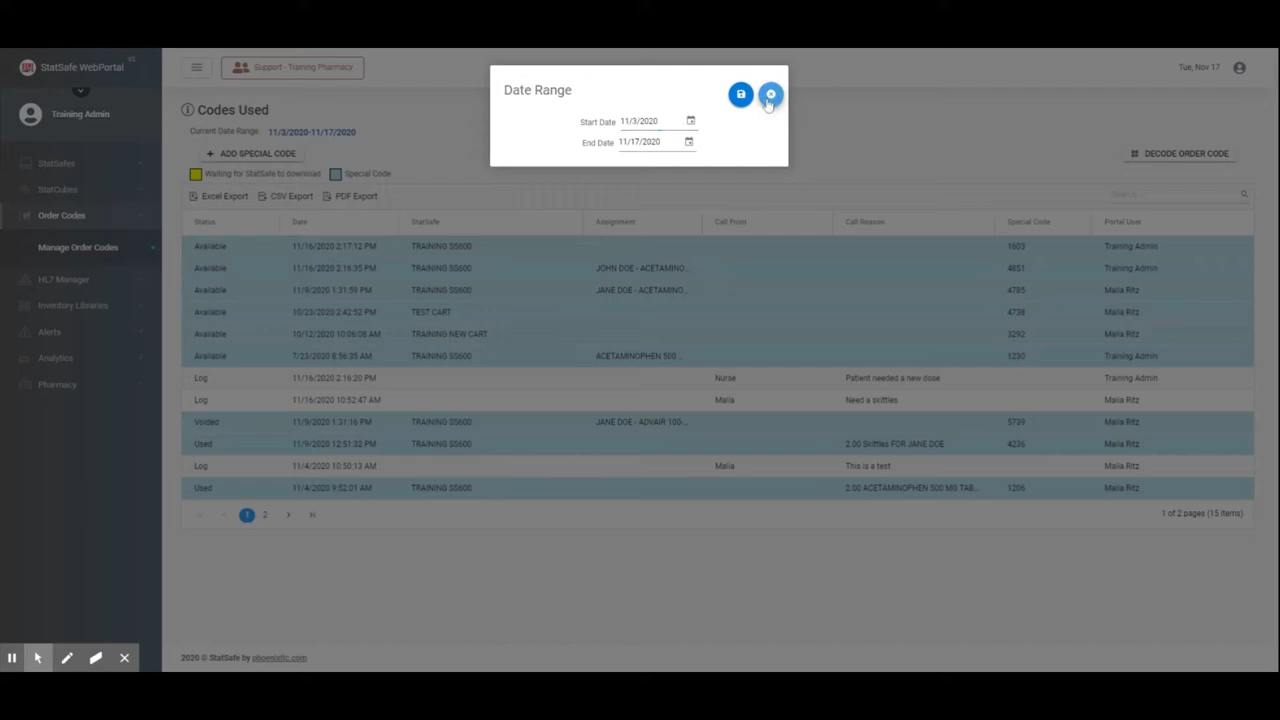 StatSafe WebPortal V2
Support - Training Pharmacy
Tue, Nov 17
Date Range
Start Date 11/3/2020
End Date 11/17/2020
Training Admin
Codes Used
Current Date Range: 11/3/2020-11/17/2020
+ ADD SPECIAL CODE
DECODE ORDER CODE
Waiting for StatSafe to download Special Code
Excel Export CSV Export PDF Export
Search...
StatSafes
StatCubes
Order Codes
Manage Order Codes
HL7 Manager
Inventory Libraries
Alerts
Analytics
Pharmacy
Status Date StatSafe Assignment Call From Call Reason Special Code Portal User
Available 11/16/2020 2:17:12 PM TRAINING SS600 1603 Training Admin
Available 11/16/2020 2:16:35 PM TRAINING SS600 JOHN DOE - ACETAMINO... 4651 Training Admin
Available 11/9/2020 1:31:59 PM TRAINING SS600 JANE DOE - ACETAMINO... 4785 Malia Ritz
Available 10/23/2020 2:42:52 PM TEST CART 4738 Malia Ritz
Available 10/12/2020 10:06:08 AM TRAINING NEW CART 3292 Malia Ritz
Available 7/23/2020 8:56:35 AM TRAINING SS600 ACETAMINOPHEN 500 ... 1230 Training Admin
Log 11/16/2020 2:16:20 PM Nurse Patient needed a new dose Training Admin
Log 11/16/2020 10:52:47 AM Malia Need a skittles Malia Ritz
Voided 11/9/2020 1:31:16 PM TRAINING SS600 JANE DOE - ADVAIR 100-... 5739 Malia Ritz
Used 11/9/2020 12:51:32 PM TRAINING SS600 2.00 Skittles FOR JANE DOE 4236 Malia Ritz
Log 11/4/2020 10:50:13 AM Malia This is a test Malia Ritz
Used 11/4/2020 9:52:01 AM TRAINING SS600 2.00 ACETAMINOPHEN 500 MG TAB... 1206 Malia Ritz
1 2
1 of 2 pages (15 items)
2020 © StatSafe by phoenixltc.com